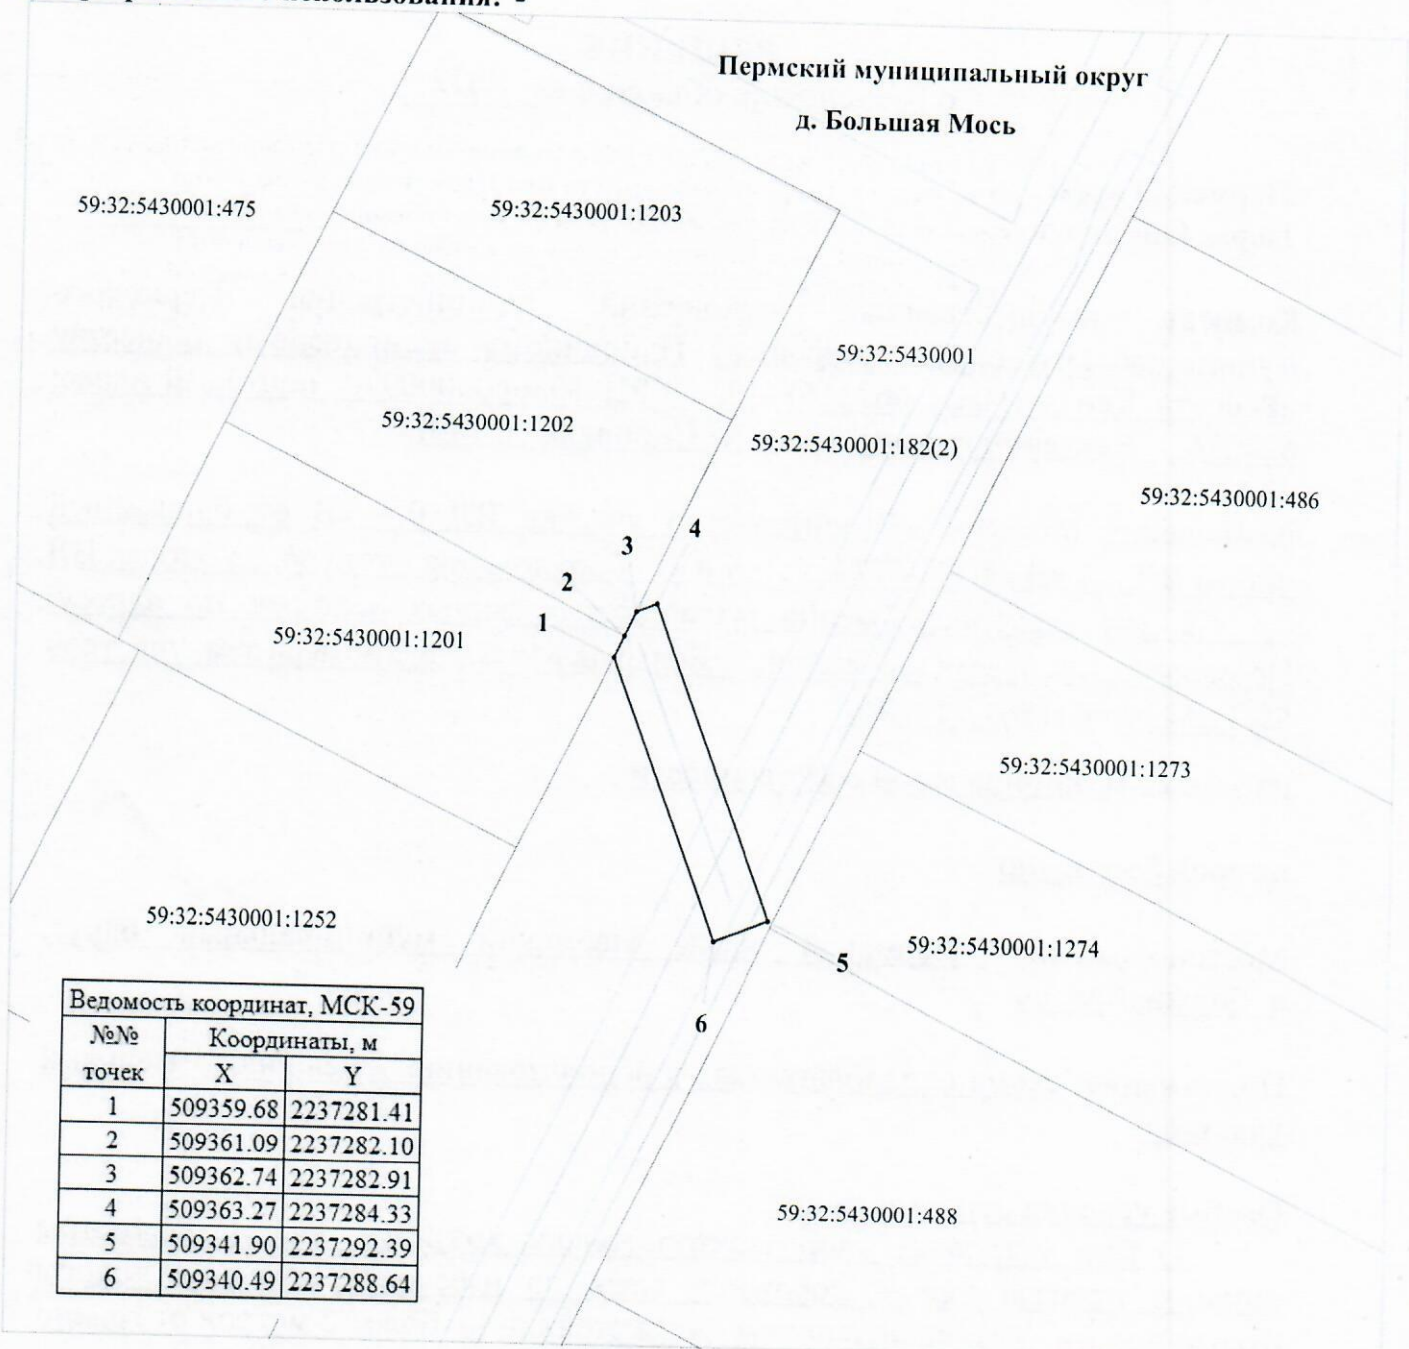 использования: -
Пермский муниципальный округ
д. Большая Мось
59:32:5430001:475
59:32:5430001:1203
59:32:5430001
59:32:5430001:1202
59:32:5430001:182(2)
59:32:5430001:486
4
3
2
1
59:32:5430001:1201
59:32:5430001:1273
59:32:5430001:1252
59:32:5430001:1274
5
6
Ведомость координат, МСК-59
№№ точек Координаты, м
X Y
1 509359.68 2237281.41
2 509361.09 2237282.10
3 509362.74 2237282.91
4 509363.27 2237284.33
5 509341.90 2237292.39
6 509340.49 2237288.64
59:32:5430001:488